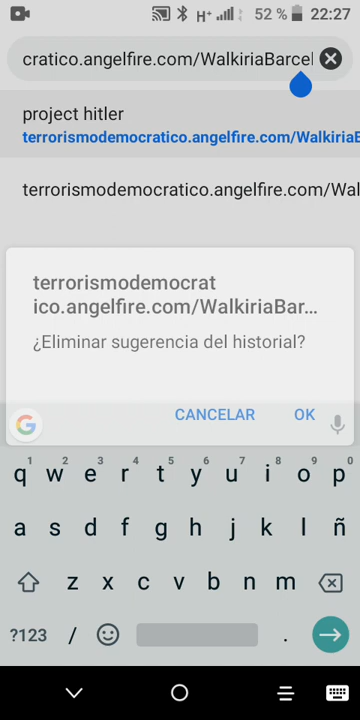 H+ 52 % 22:27
cratico.angelfire.com/WalkiriaBarcel
project hitler
terrorismodemocratico.angelfire.com/WalkiriaB
terrorismodemocratico.angelfire.com/Wal
terrorismodemocrat
ico.angelfire.com/WalkiriaBar...
¿Eliminar sugerencia del historial?
CANCELAR OK
G
1 2 3 4 5 6 7 8 9 0
q w e r t y u i o p
a s d f g h j k l ñ
z x c v b n m
?123 / .